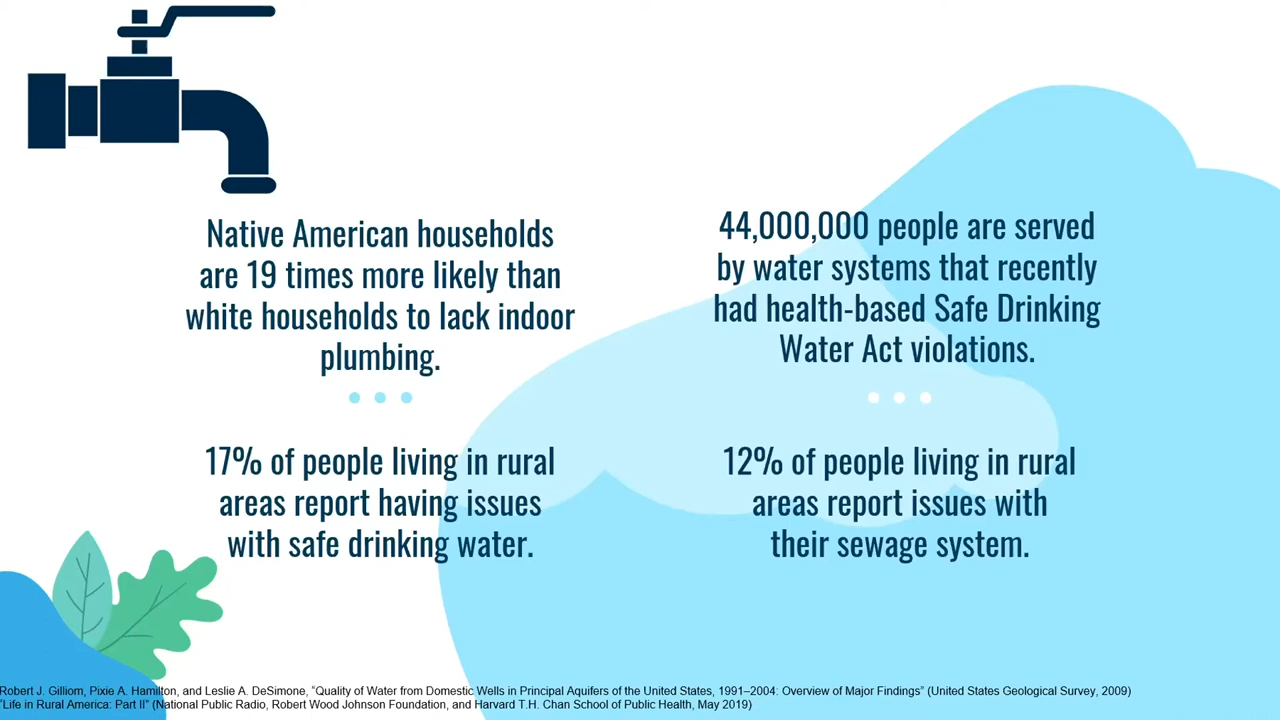 Native American households
are 19 times more likely than
white households to lack indoor
plumbing.
17% of people living in rural
areas report having issues
with safe drinking water.
44,000,000 people are served
by water systems that recently
had health-based Safe Drinking
Water Act violations.
12% of people living in rural
areas report issues with
their sewage system.
Robert J. Gilliom, Pixie A. Hamilton, and Leslie A. DeSimone, “Quality of Water from Domestic Wells in Principal Aquifers of the United States, 1991–2004: Overview of Major Findings” (United States Geological Survey, 2009)
“Life in Rural America: Part II” (National Public Radio, Robert Wood Johnson Foundation, and Harvard T.H. Chan School of Public Health, May 2019)